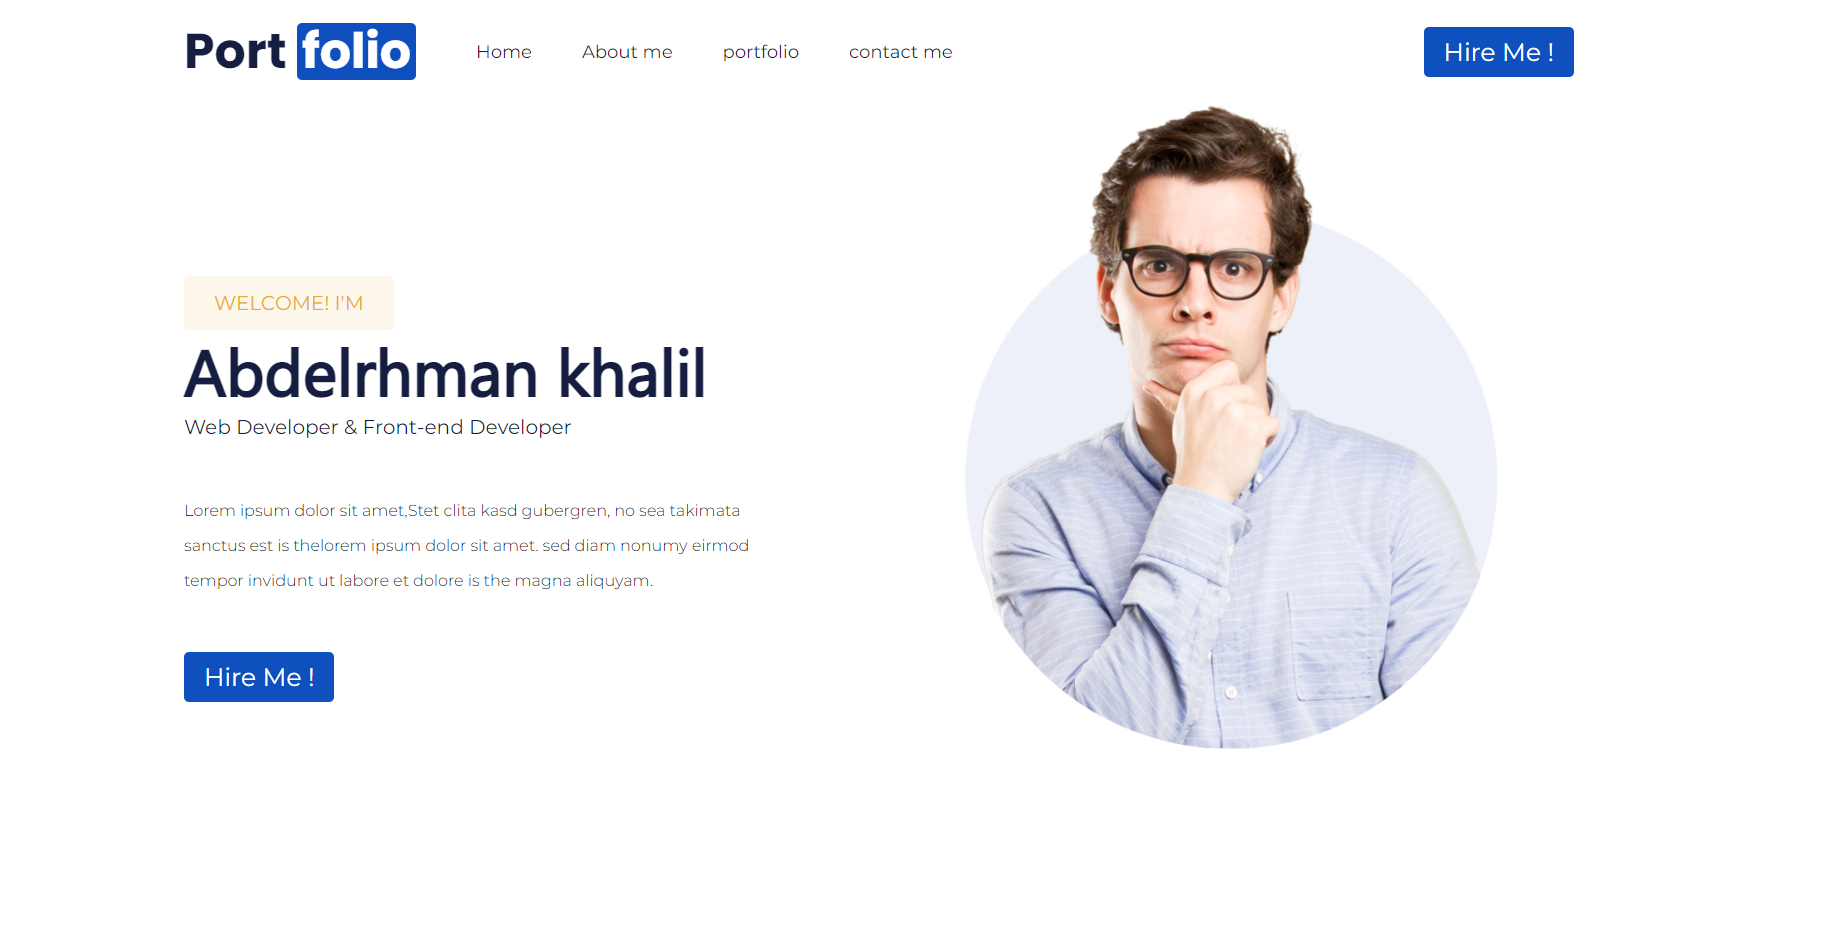 Port folio Home About me portfolio contact me Hire Me !
WELCOME! I'M
Abdelrhman khalil
Web Developer & Front-end Developer
Lorem ipsum dolor sit amet,Stet clita kasd gubergren, no sea takimata
sanctus est is thelorem ipsum dolor sit amet. sed diam nonumy eirmod
tempor invidunt ut labore et dolore is the magna aliquyam.
Hire Me !